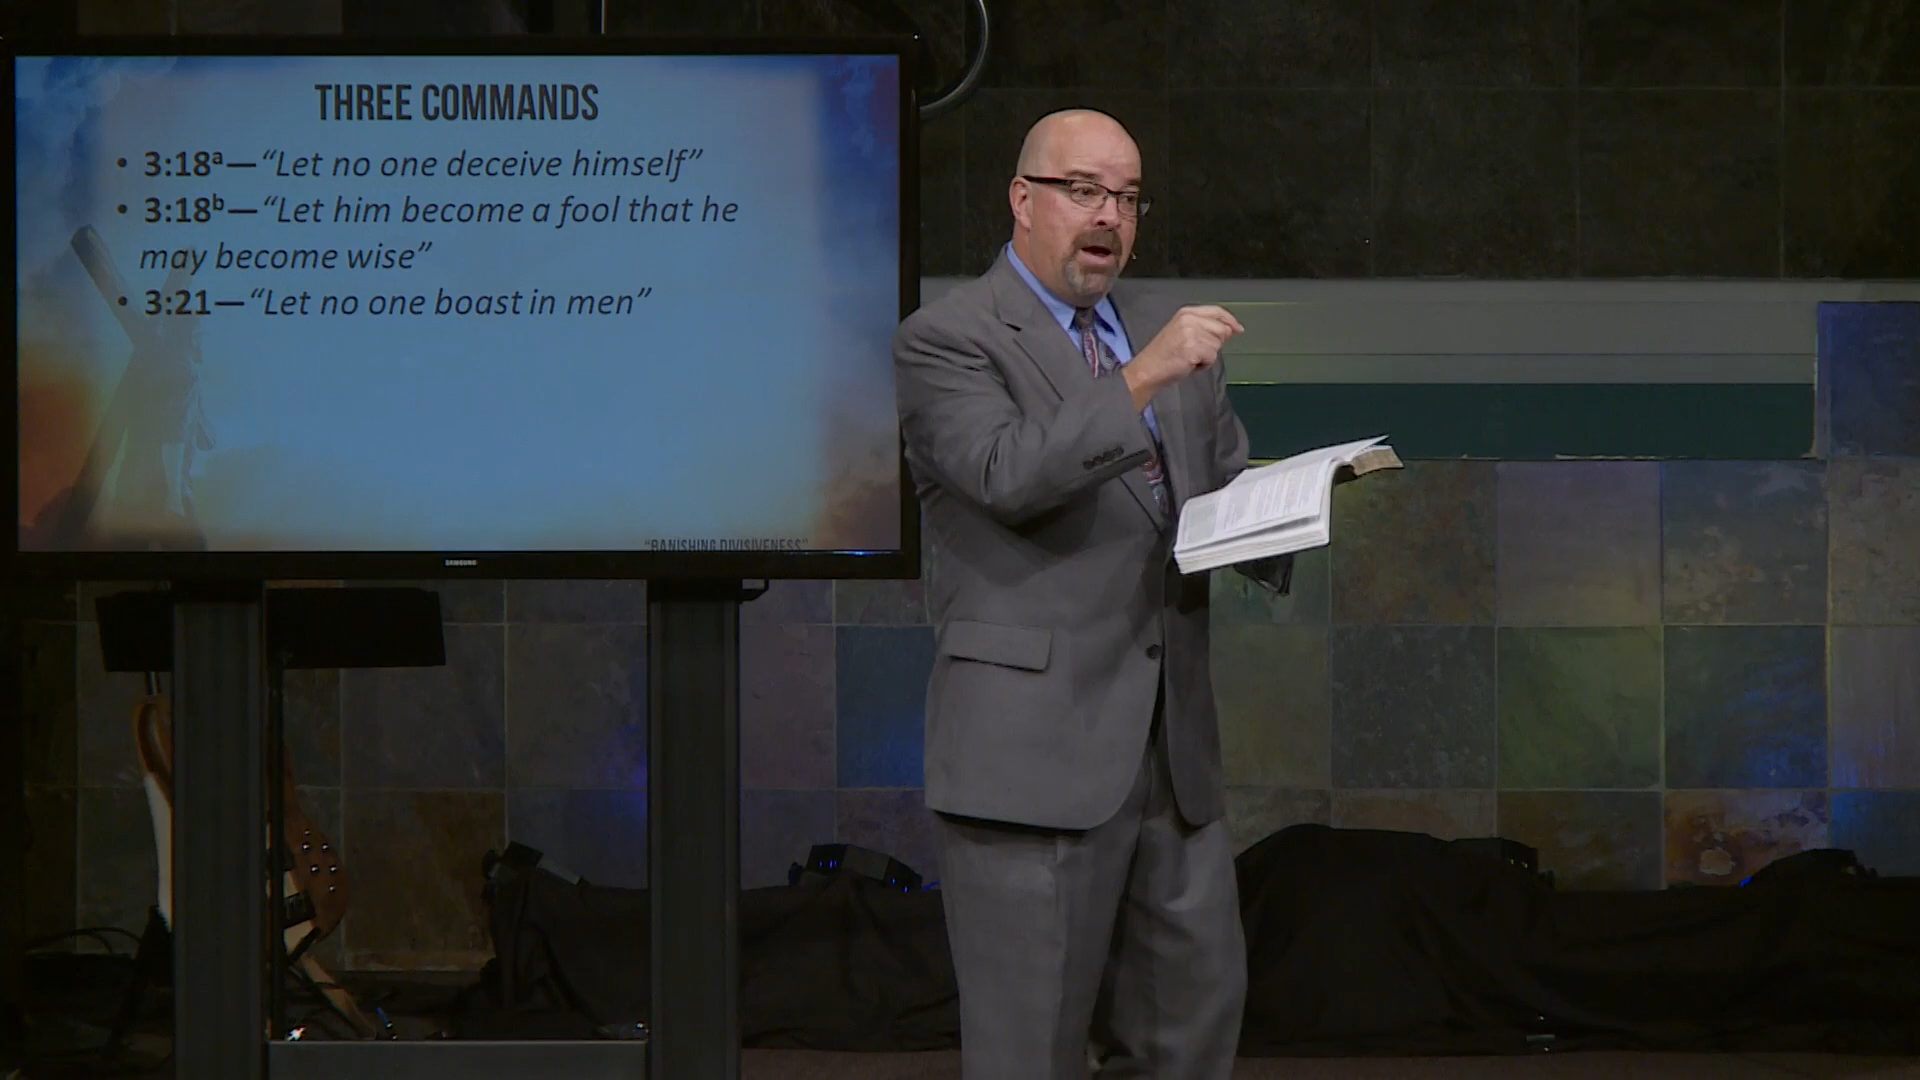 THREE COMMANDS
• 3:18ᵃ—“Let no one deceive himself”
• 3:18ᵇ—“Let him become a fool that he
may become wise”
• 3:21—“Let no one boast in men”
“BANISHING DIVISIVENESS”
SAMSUNG